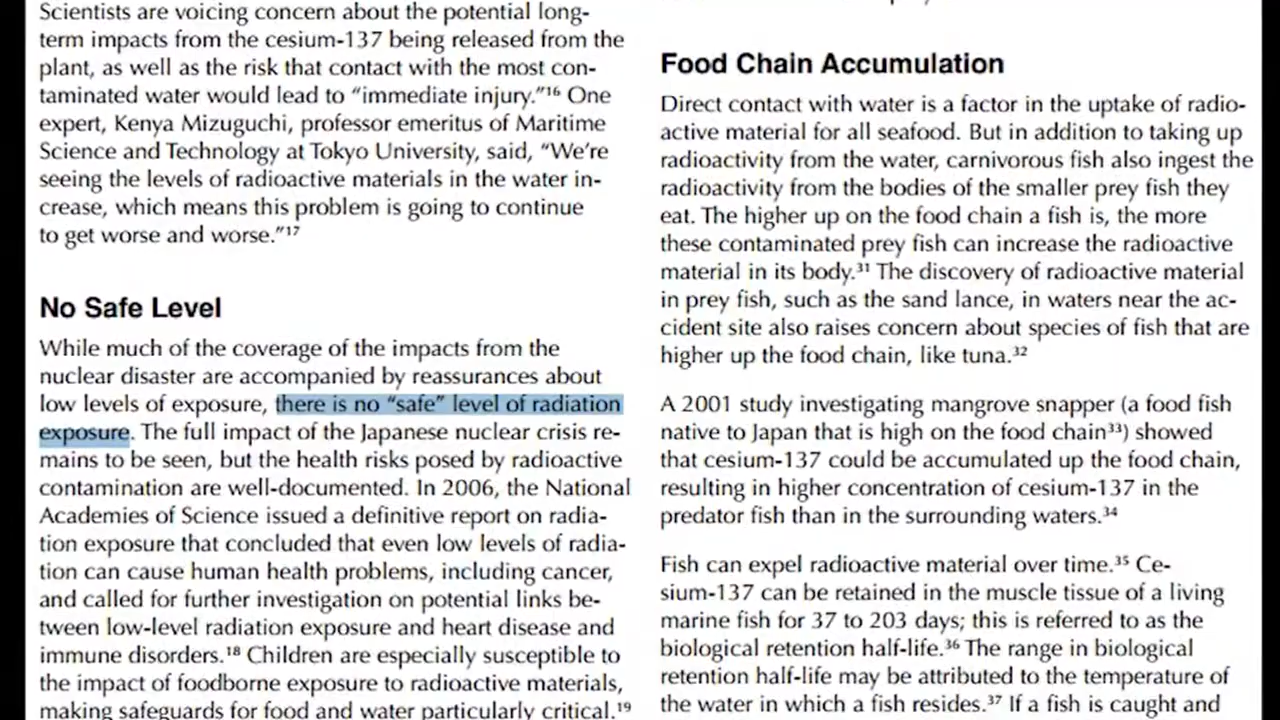 Scientists are voicing concern about the potential long-
term impacts from the cesium-137 being released from the
plant, as well as the risk that contact with the most con-
taminated water would lead to “immediate injury.”¹⁶ One
expert, Kenya Mizuguchi, professor emeritus of Maritime
Science and Technology at Tokyo University, said, “We’re
seeing the levels of radioactive materials in the water in-
crease, which means this problem is going to continue
to get worse and worse.”¹⁷
No Safe Level
While much of the coverage of the impacts from the
nuclear disaster are accompanied by reassurances about
low levels of exposure, there is no “safe” level of radiation
exposure. The full impact of the Japanese nuclear crisis re-
mains to be seen, but the health risks posed by radioactive
contamination are well-documented. In 2006, the National
Academies of Science issued a definitive report on radia-
tion exposure that concluded that even low levels of radia-
tion can cause human health problems, including cancer,
and called for further investigation on potential links be-
tween low-level radiation exposure and heart disease and
immune disorders.¹⁸ Children are especially susceptible to
the impact of foodborne exposure to radioactive materials,
making safeguards for food and water particularly critical.¹⁹
Food Chain Accumulation
Direct contact with water is a factor in the uptake of radio-
active material for all seafood. But in addition to taking up
radioactivity from the water, carnivorous fish also ingest the
radioactivity from the bodies of the smaller prey fish they
eat. The higher up on the food chain a fish is, the more
these contaminated prey fish can increase the radioactive
material in its body.³¹ The discovery of radioactive material
in prey fish, such as the sand lance, in waters near the ac-
cident site also raises concern about species of fish that are
higher up the food chain, like tuna.³²
A 2001 study investigating mangrove snapper (a food fish
native to Japan that is high on the food chain³³) showed
that cesium-137 could be accumulated up the food chain,
resulting in higher concentration of cesium-137 in the
predator fish than in the surrounding waters.³⁴
Fish can expel radioactive material over time.³⁵ Ce-
sium-137 can be retained in the muscle tissue of a living
marine fish for 37 to 203 days; this is referred to as the
biological retention half-life.³⁶ The range in biological
retention half-life may be attributed to the temperature of
the water in which a fish resides.³⁷ If a fish is caught and